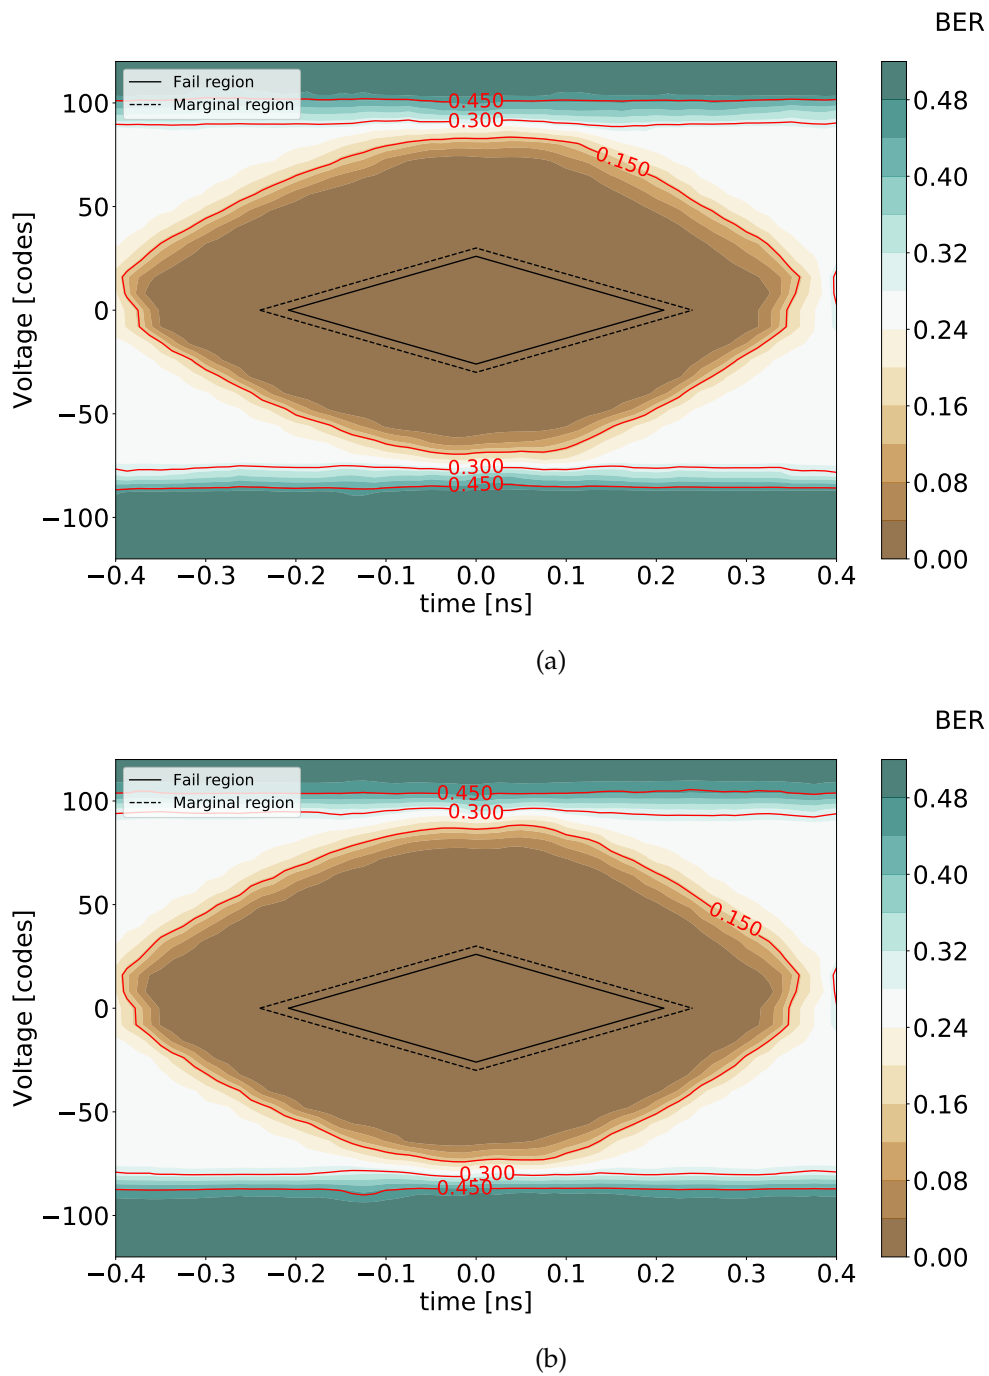 BER
Fail region
Marginal region
0.450
0.300
0.150
0.300
0.450
100
50
0
−50
−100
Voltage [codes]
−0.4 −0.3 −0.2 −0.1 0.0 0.1 0.2 0.3 0.4
time [ns]
0.48
0.40
0.32
0.24
0.16
0.08
0.00
(a)
BER
Fail region
Marginal region
0.450
0.300
0.150
0.300
0.450
100
50
0
−50
−100
Voltage [codes]
−0.4 −0.3 −0.2 −0.1 0.0 0.1 0.2 0.3 0.4
time [ns]
0.48
0.40
0.32
0.24
0.16
0.08
0.00
(b)